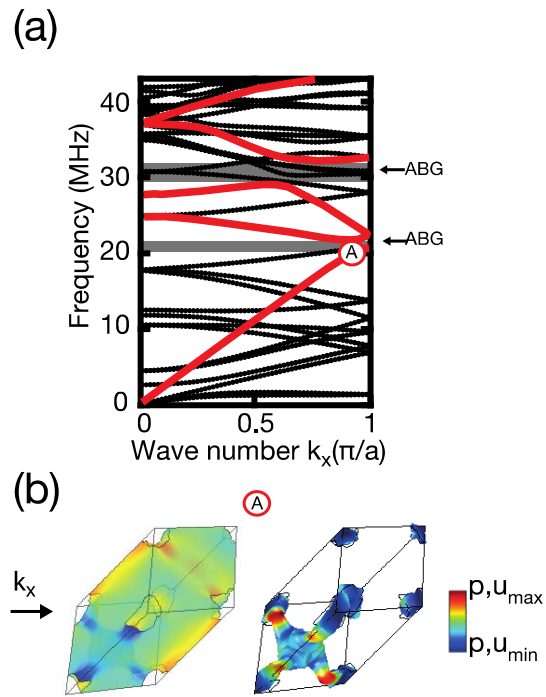 (a)
Frequency (MHz)
40
30
20
10
0
ABG
ABG
A
0 0.5 1
Wave number kₓ(π/a)
(b)
A
kₓ
p,uₘₐₓ
p,uₘᵢₙ